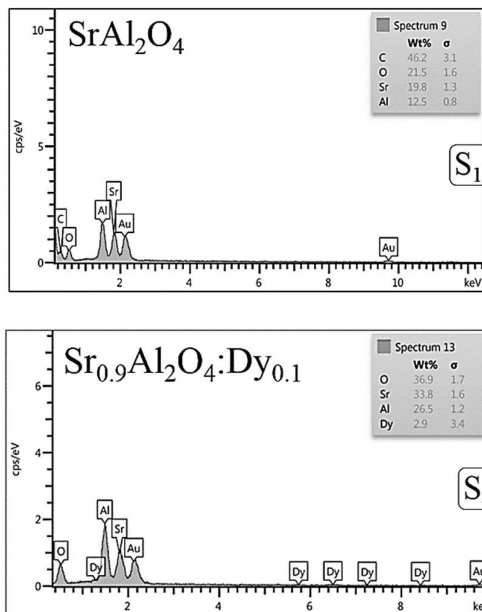 SrAl₂O₄
Spectrum 9
Wt% σ
C 46.2 3.1
O 21.5 1.6
Sr 19.8 1.3
Al 12.5 0.8
S₁
cps/eV
10
5
0
C
O
Al
Sr
Au
Au
2 4 6 8 10 keV
Sr₀.₉Al₂O₄:Dy₀.₁
Spectrum 13
Wt% σ
O 36.9 1.7
Sr 33.8 1.6
Al 26.5 1.2
Dy 2.9 3.4
S
cps/eV
6
4
2
0
O
Dy
Al
Sr
Au
Dy
Dy
Dy
Dy
Au
2 4 6 8 ke